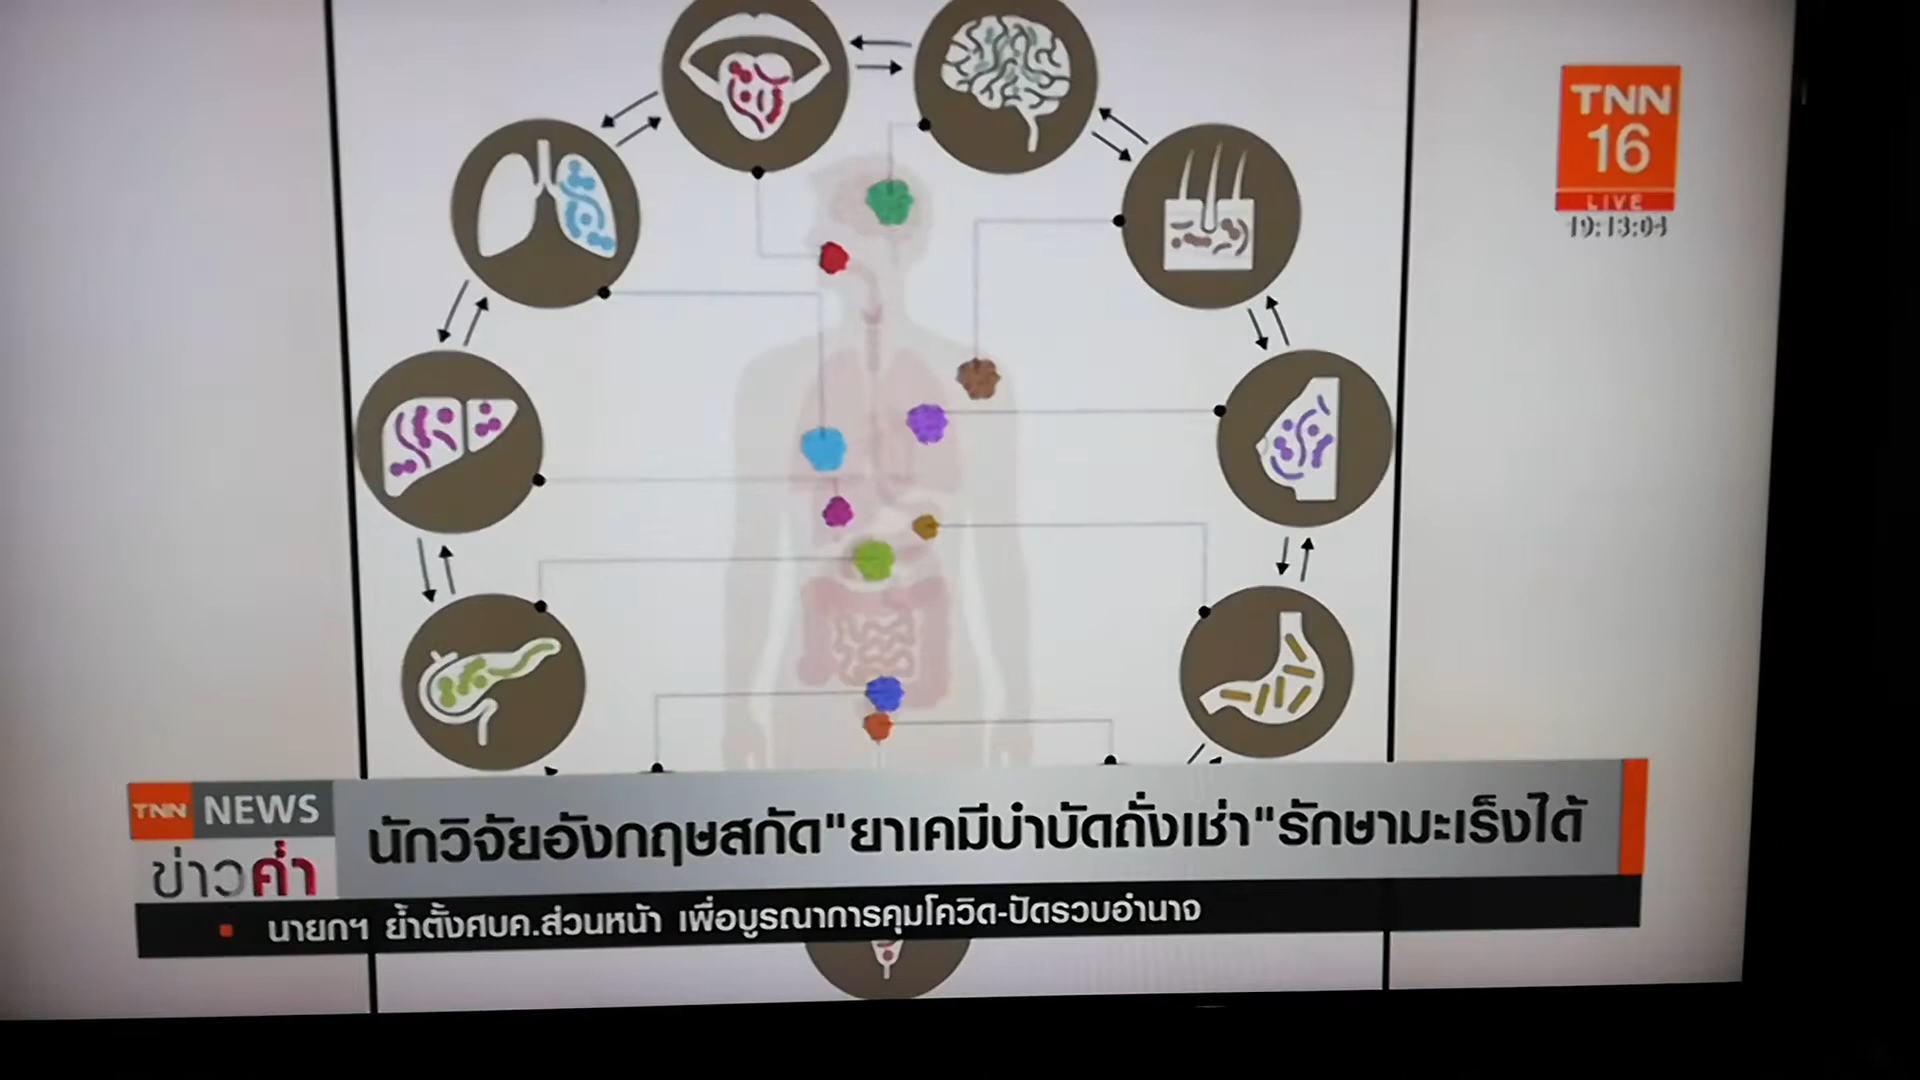 TNN
16
LIVE
19:13:04
TNN NEWS
ข่าวค่ำ
นักวิจัยอังกฤษสกัด"ยาเคมีบำบัดถั่งเช่า"รักษามะเร็งได้
นายกฯ ย้ำตั้งศบค.ส่วนหน้า เพื่อบูรณาการคุมโควิด-ปัดรวบอำนาจ